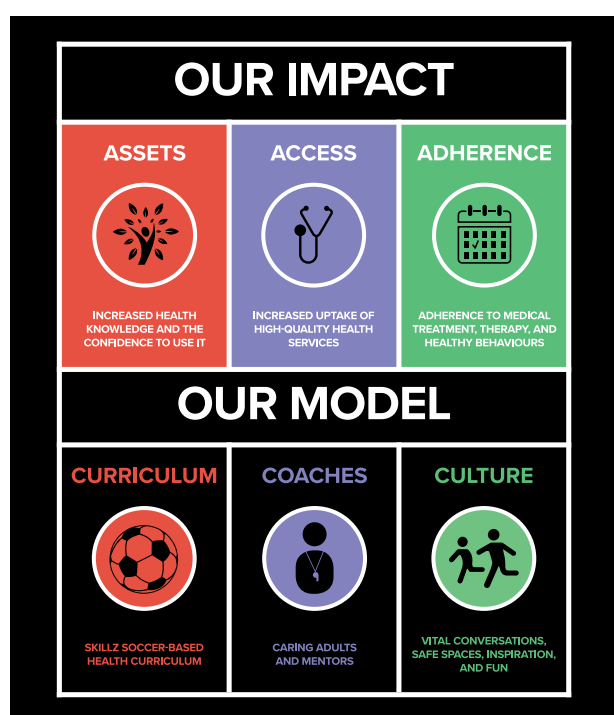 OUR IMPACT
ASSETS
INCREASED HEALTH
KNOWLEDGE AND THE
CONFIDENCE TO USE IT
ACCESS
INCREASED UPTAKE OF
HIGH-QUALITY HEALTH
SERVICES
ADHERENCE
ADHERENCE TO MEDICAL
TREATMENT, THERAPY, AND
HEALTHY BEHAVIOURS
OUR MODEL
CURRICULUM
SKILLZ SOCCER-BASED
HEALTH CURRICULUM
COACHES
CARING ADULTS
AND MENTORS
CULTURE
VITAL CONVERSATIONS,
SAFE SPACES, INSPIRATION,
AND FUN